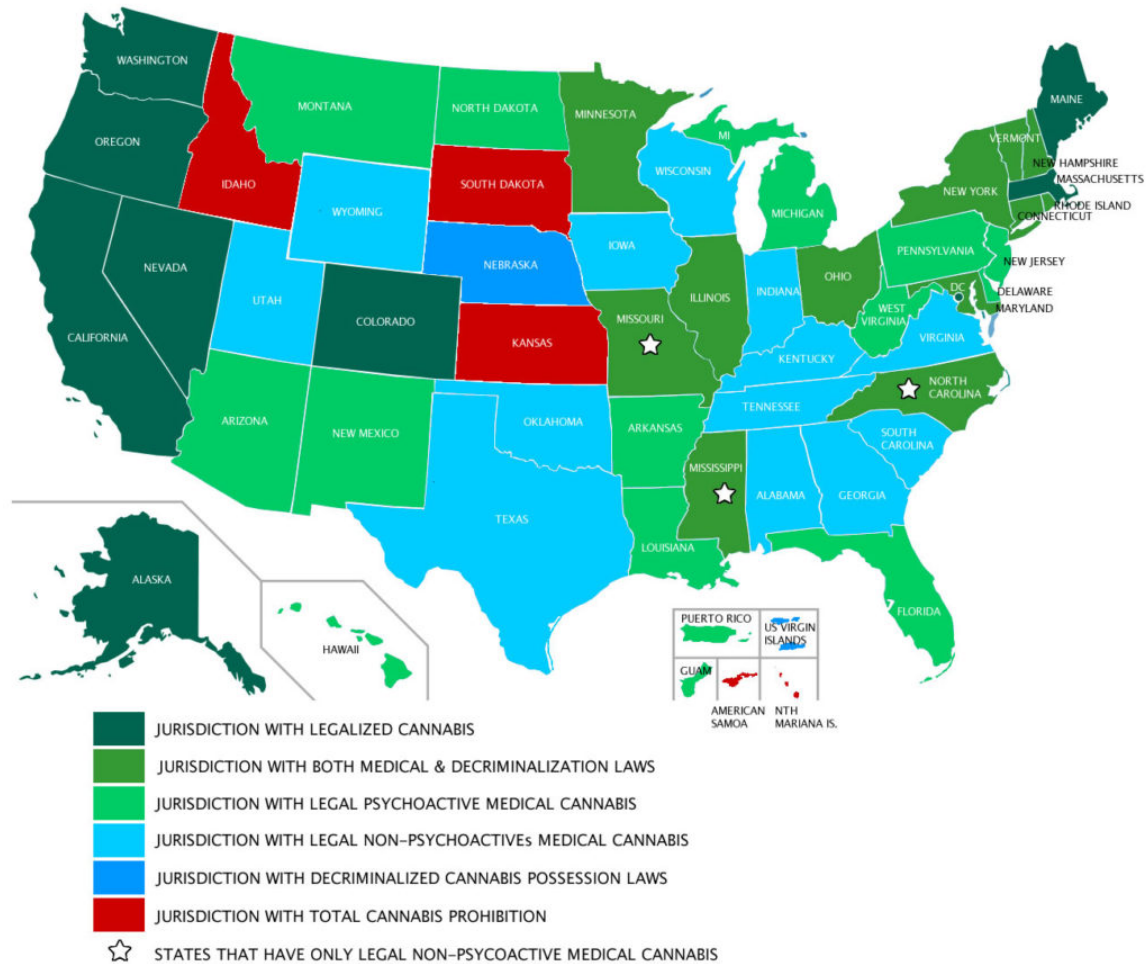 WASHINGTON
MAINE
MONTANA
NORTH DAKOTA
MINNESOTA
OREGON
MI
VERMONT
WISCONSIN
NEW HAMPSHIRE
IDAHO
SOUTH DAKOTA
MASSACHUSETTS
NEW YORK
WYOMING
MICHIGAN
RHODE ISLAND
CONNECTICUT
IOWA
PENNSYLVANIA
NEW JERSEY
NEVADA
NEBRASKA
OHIO
UTAH
ILLINOIS
INDIANA
DC
DELAWARE
CALIFORNIA
COLORADO
MISSOURI
WEST
VIRGINIA
MARYLAND
KANSAS
VIRGINIA
KENTUCKY
NORTH
CAROLINA
TENNESSEE
ARIZONA
NEW MEXICO
OKLAHOMA
ARKANSAS
SOUTH
CAROLINA
MISSISSIPPI
ALABAMA
GEORGIA
TEXAS
LOUISIANA
ALASKA
FLORIDA
HAWAII
PUERTO RICO
US VIRGIN
ISLANDS
GUAM
AMERICAN
SAMOA
NTH
MARIANA IS.
JURISDICTION WITH LEGALIZED CANNABIS
JURISDICTION WITH BOTH MEDICAL & DECRIMINALIZATION LAWS
JURISDICTION WITH LEGAL PSYCHOACTIVE MEDICAL CANNABIS
JURISDICTION WITH LEGAL NON-PSYCHOACTIVEs MEDICAL CANNABIS
JURISDICTION WITH DECRIMINALIZED CANNABIS POSSESSION LAWS
JURISDICTION WITH TOTAL CANNABIS PROHIBITION
STATES THAT HAVE ONLY LEGAL NON-PSYCOACTIVE MEDICAL CANNABIS